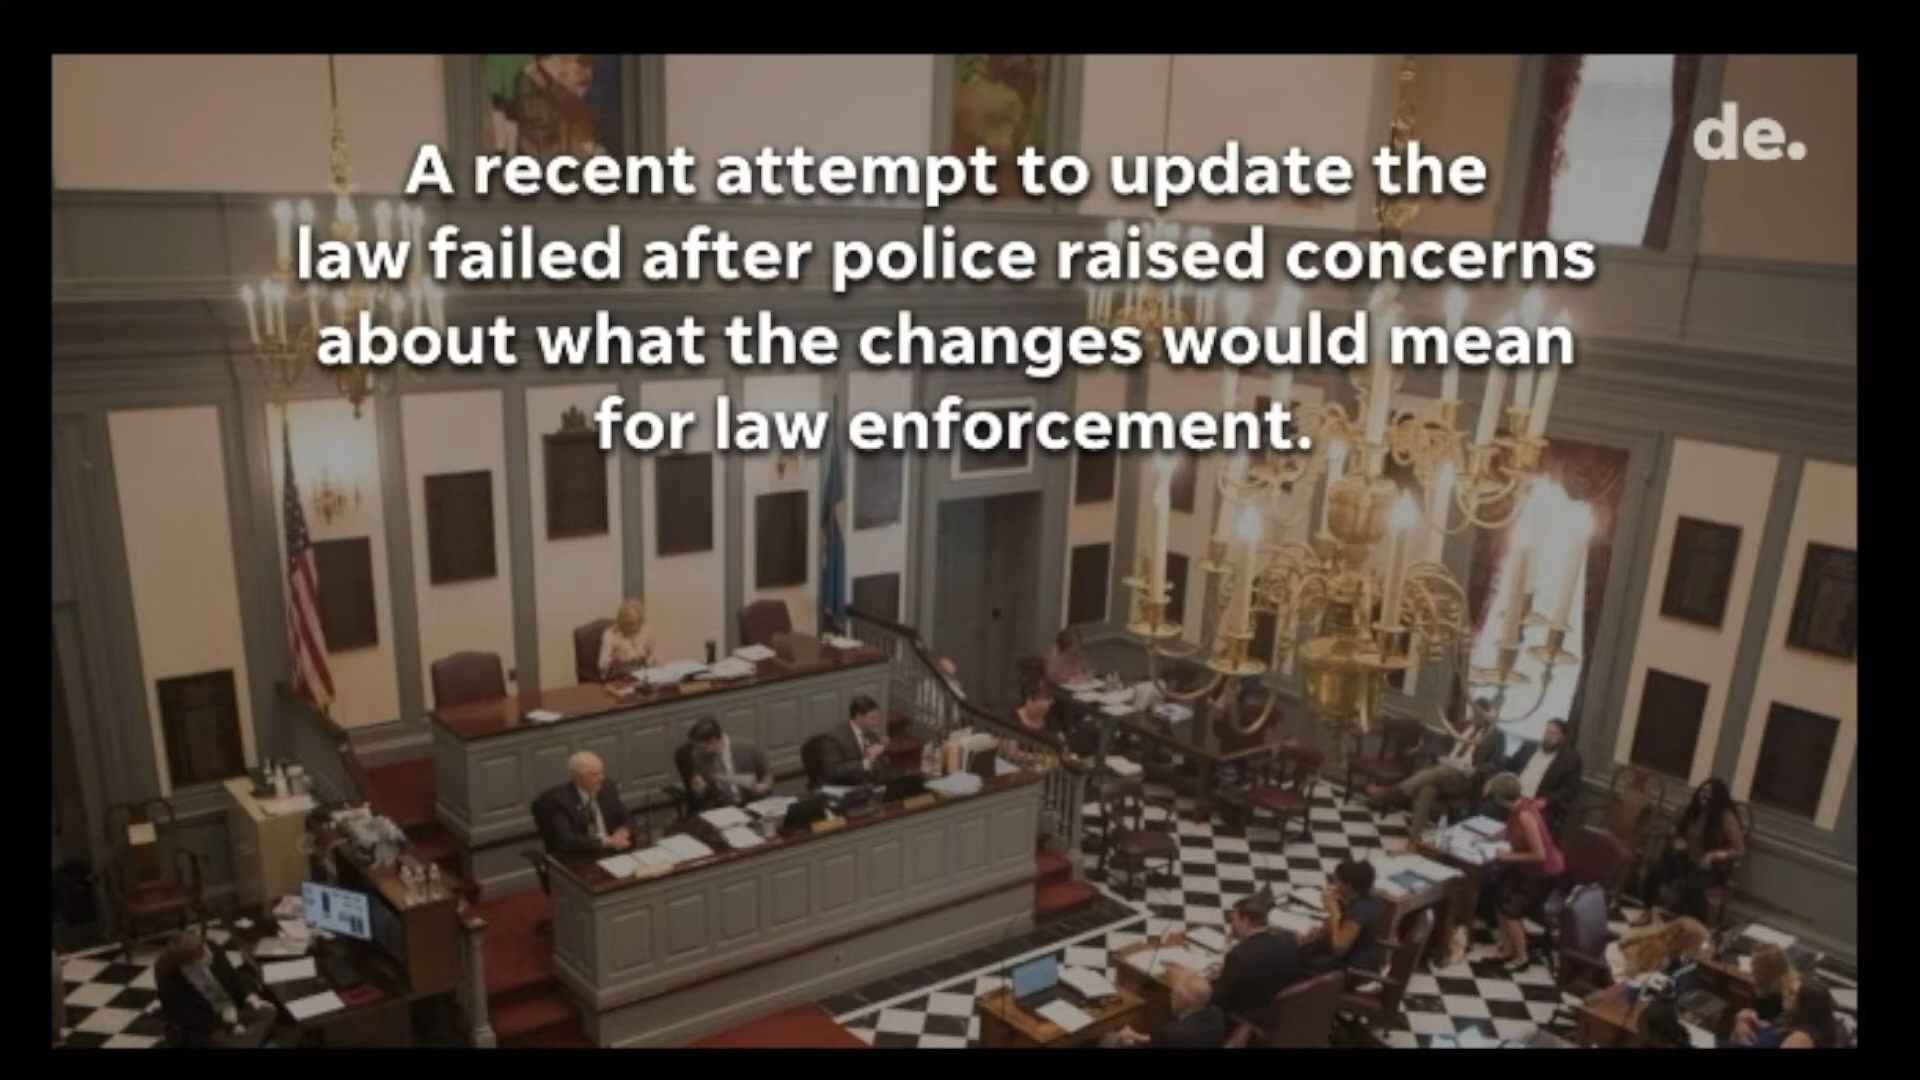 de.
A recent attempt to update the
law failed after police raised concerns
about what the changes would mean
for law enforcement.